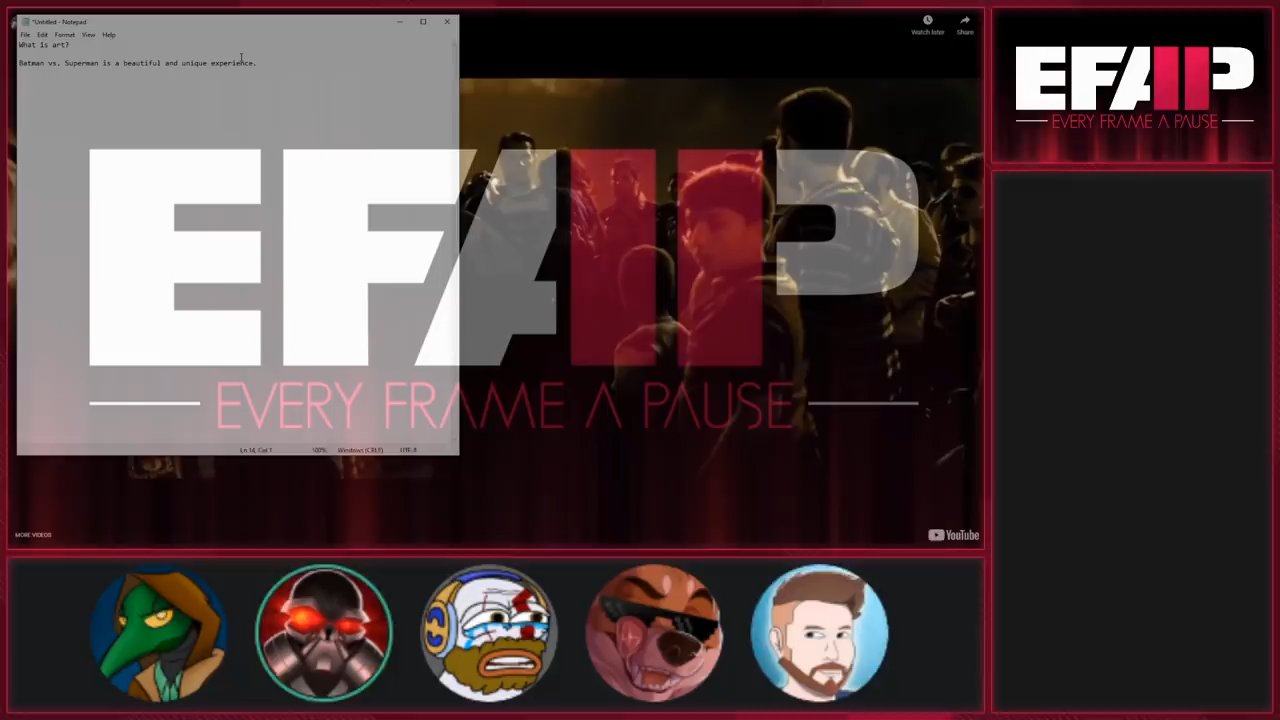 *Untitled - Notepad
File Edit Format View Help
What is art?
Batman vs. Superman is a beautiful and unique experience.
Watch later
Share
EFAP
EVERY FRAME A PAUSE
EFAP
EVERY FRAME A PAUSE
Ln 14, Col 1 100% Windows (CRLF) UTF-8
MORE VIDEOS
YouTube